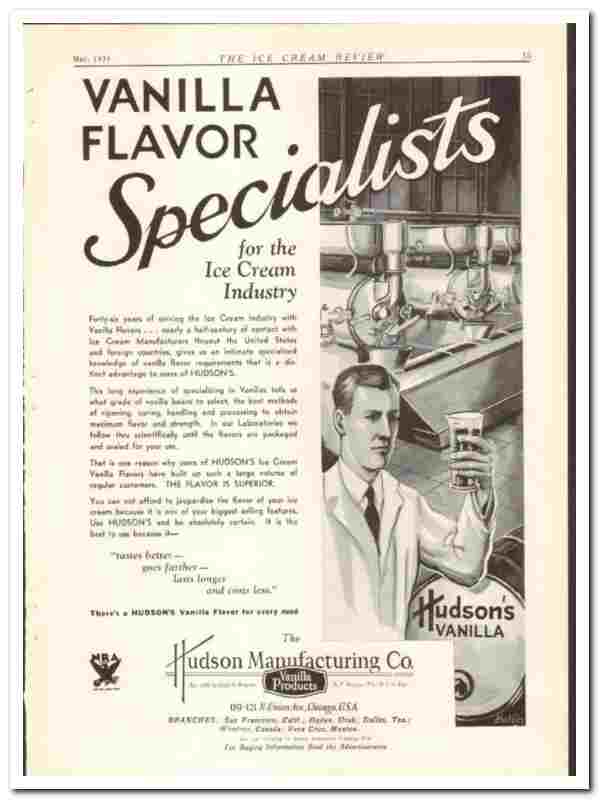 Mar. 1934
THE ICE CREAM REVIEW
55
VANILLA
FLAVOR
Specialists
for the
Ice Cream
Industry
Forty-six years of serving the Ice Cream Industry with
Vanilla Flavors . . . nearly a half-century of contact with
Ice Cream Manufacturers thruout the United States
and foreign countries, gives us an intimate specialized
knowledge of vanilla flavor requirements that is a dis-
tinct advantage to users of HUDSON'S.
This long experience of specializing in Vanillas tells us
what grade of vanilla beans to select, the best methods
of ripening, curing, handling and processing to obtain
maximum flavor and strength. In our Laboratories we
follow thru scientifically until the flavors are packaged
and sealed for your use.
That is one reason why users of HUDSON'S Ice Cream
Vanilla Flavors have built up such a large volume of
regular customers. THE FLAVOR IS SUPERIOR.
You can not afford to jeopardize the flavor of your ice
cream because it is one of your biggest selling features.
Use HUDSON'S and be absolutely certain. It is the
best to use because it—
"tastes better—
goes farther—
lasts longer
and costs less."
There's a HUDSON'S Vanilla Flavor for every need
Hudson's
VANILLA
NRA
The
Hudson Manufacturing Co.
Vanilla
Products
119-121 N. Union Ave., Chicago, U.S.A.
BRANCHES: San Francisco, Calif.; Ogden, Utah; Dallas, Tex.;
Windsor, Canada; Vera Cruz, Mexico.
For Buying Information Read the Advertisements